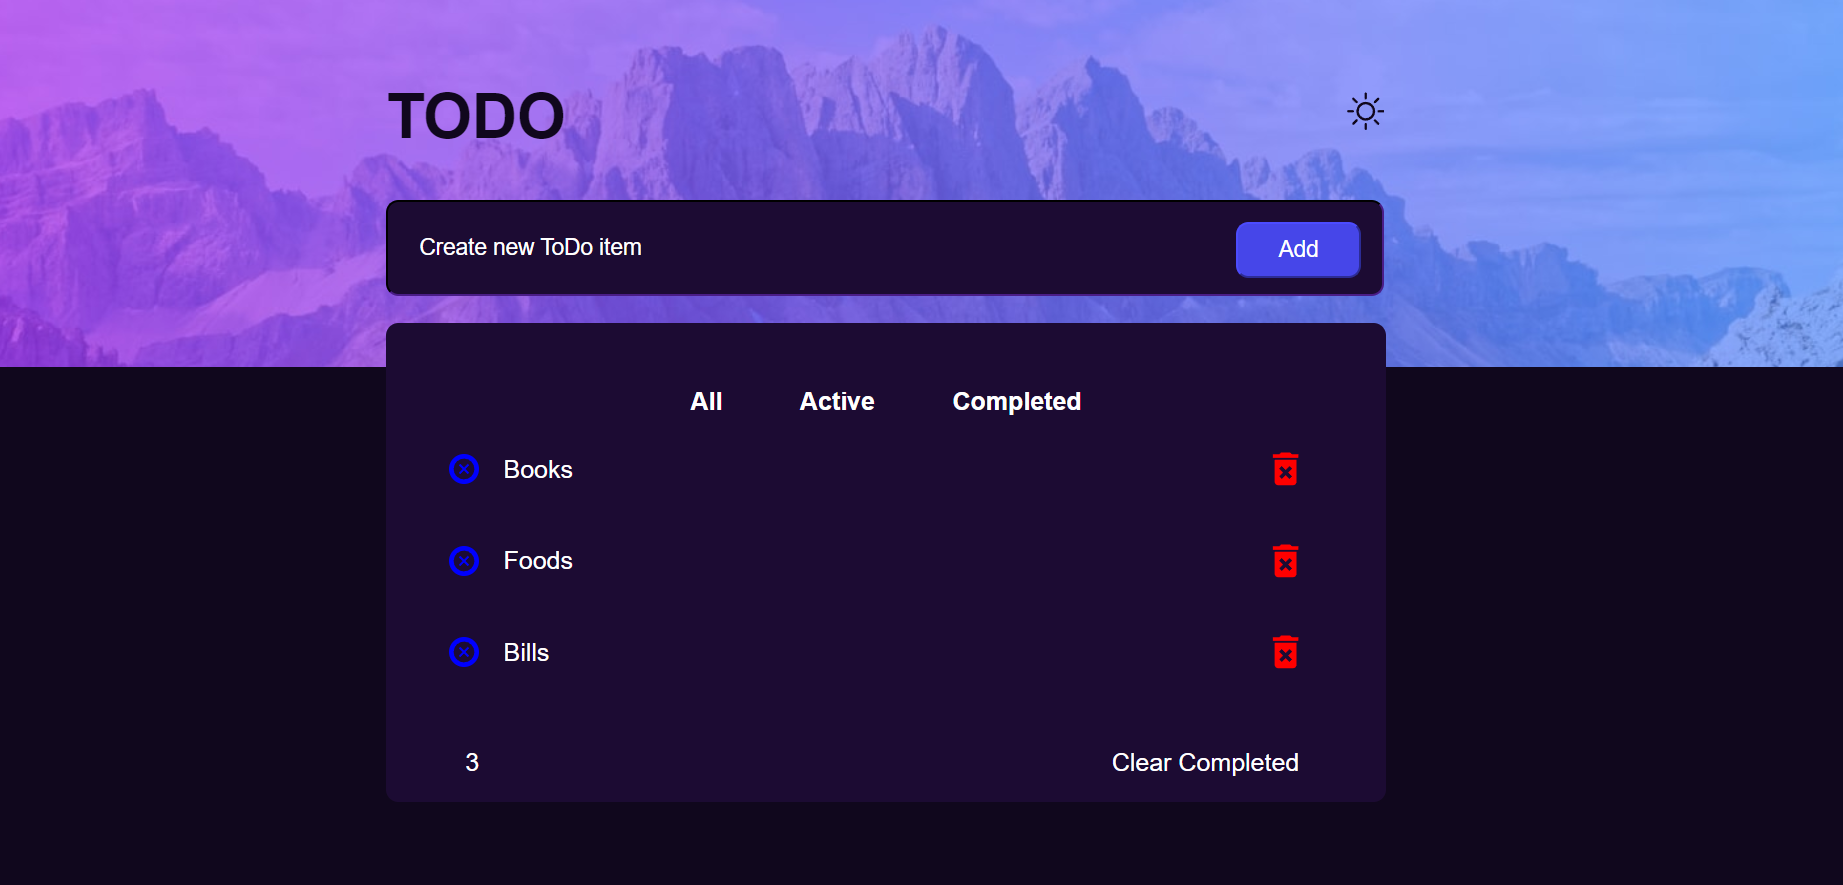 TODO
Create new ToDo item
Add
All Active Completed
Books
Foods
Bills
3 Clear Completed